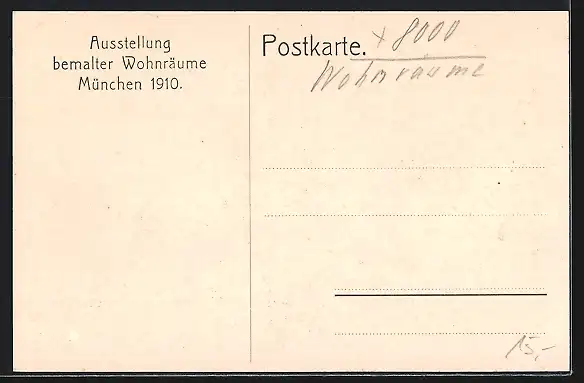 Ausstellung
bemalter Wohnräume
München 1910.
Postkarte.
x 8000
Wohnräume
15,-